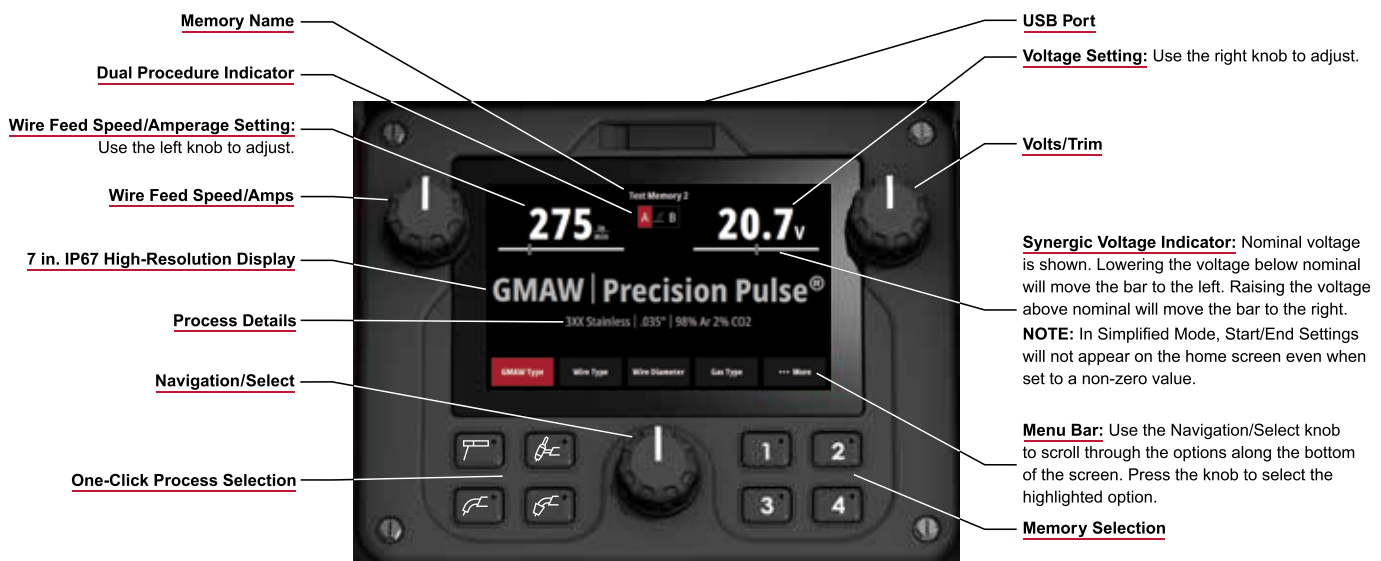 Memory Name
Dual Procedure Indicator
Wire Feed Speed/Amperage Setting:
Use the left knob to adjust.
Wire Feed Speed/Amps
7 in. IP67 High-Resolution Display
Process Details
Navigation/Select
One-Click Process Selection
Test Memory 2
275 in min
A B
20.7 V
GMAW | Precision Pulse®
3XX Stainless | .035" | 98% Ar 2% CO2
GMAW Type
Wire Type
Wire Diameter
Gas Type
••• More
1
2
3
4
USB Port
Voltage Setting: Use the right knob to adjust.
Volts/Trim
Synergic Voltage Indicator: Nominal voltage
is shown. Lowering the voltage below nominal
will move the bar to the left. Raising the voltage
above nominal will move the bar to the right.
NOTE: In Simplified Mode, Start/End Settings
will not appear on the home screen even when
set to a non-zero value.
Menu Bar: Use the Navigation/Select knob
to scroll through the options along the bottom
of the screen. Press the knob to select the
highlighted option.
Memory Selection